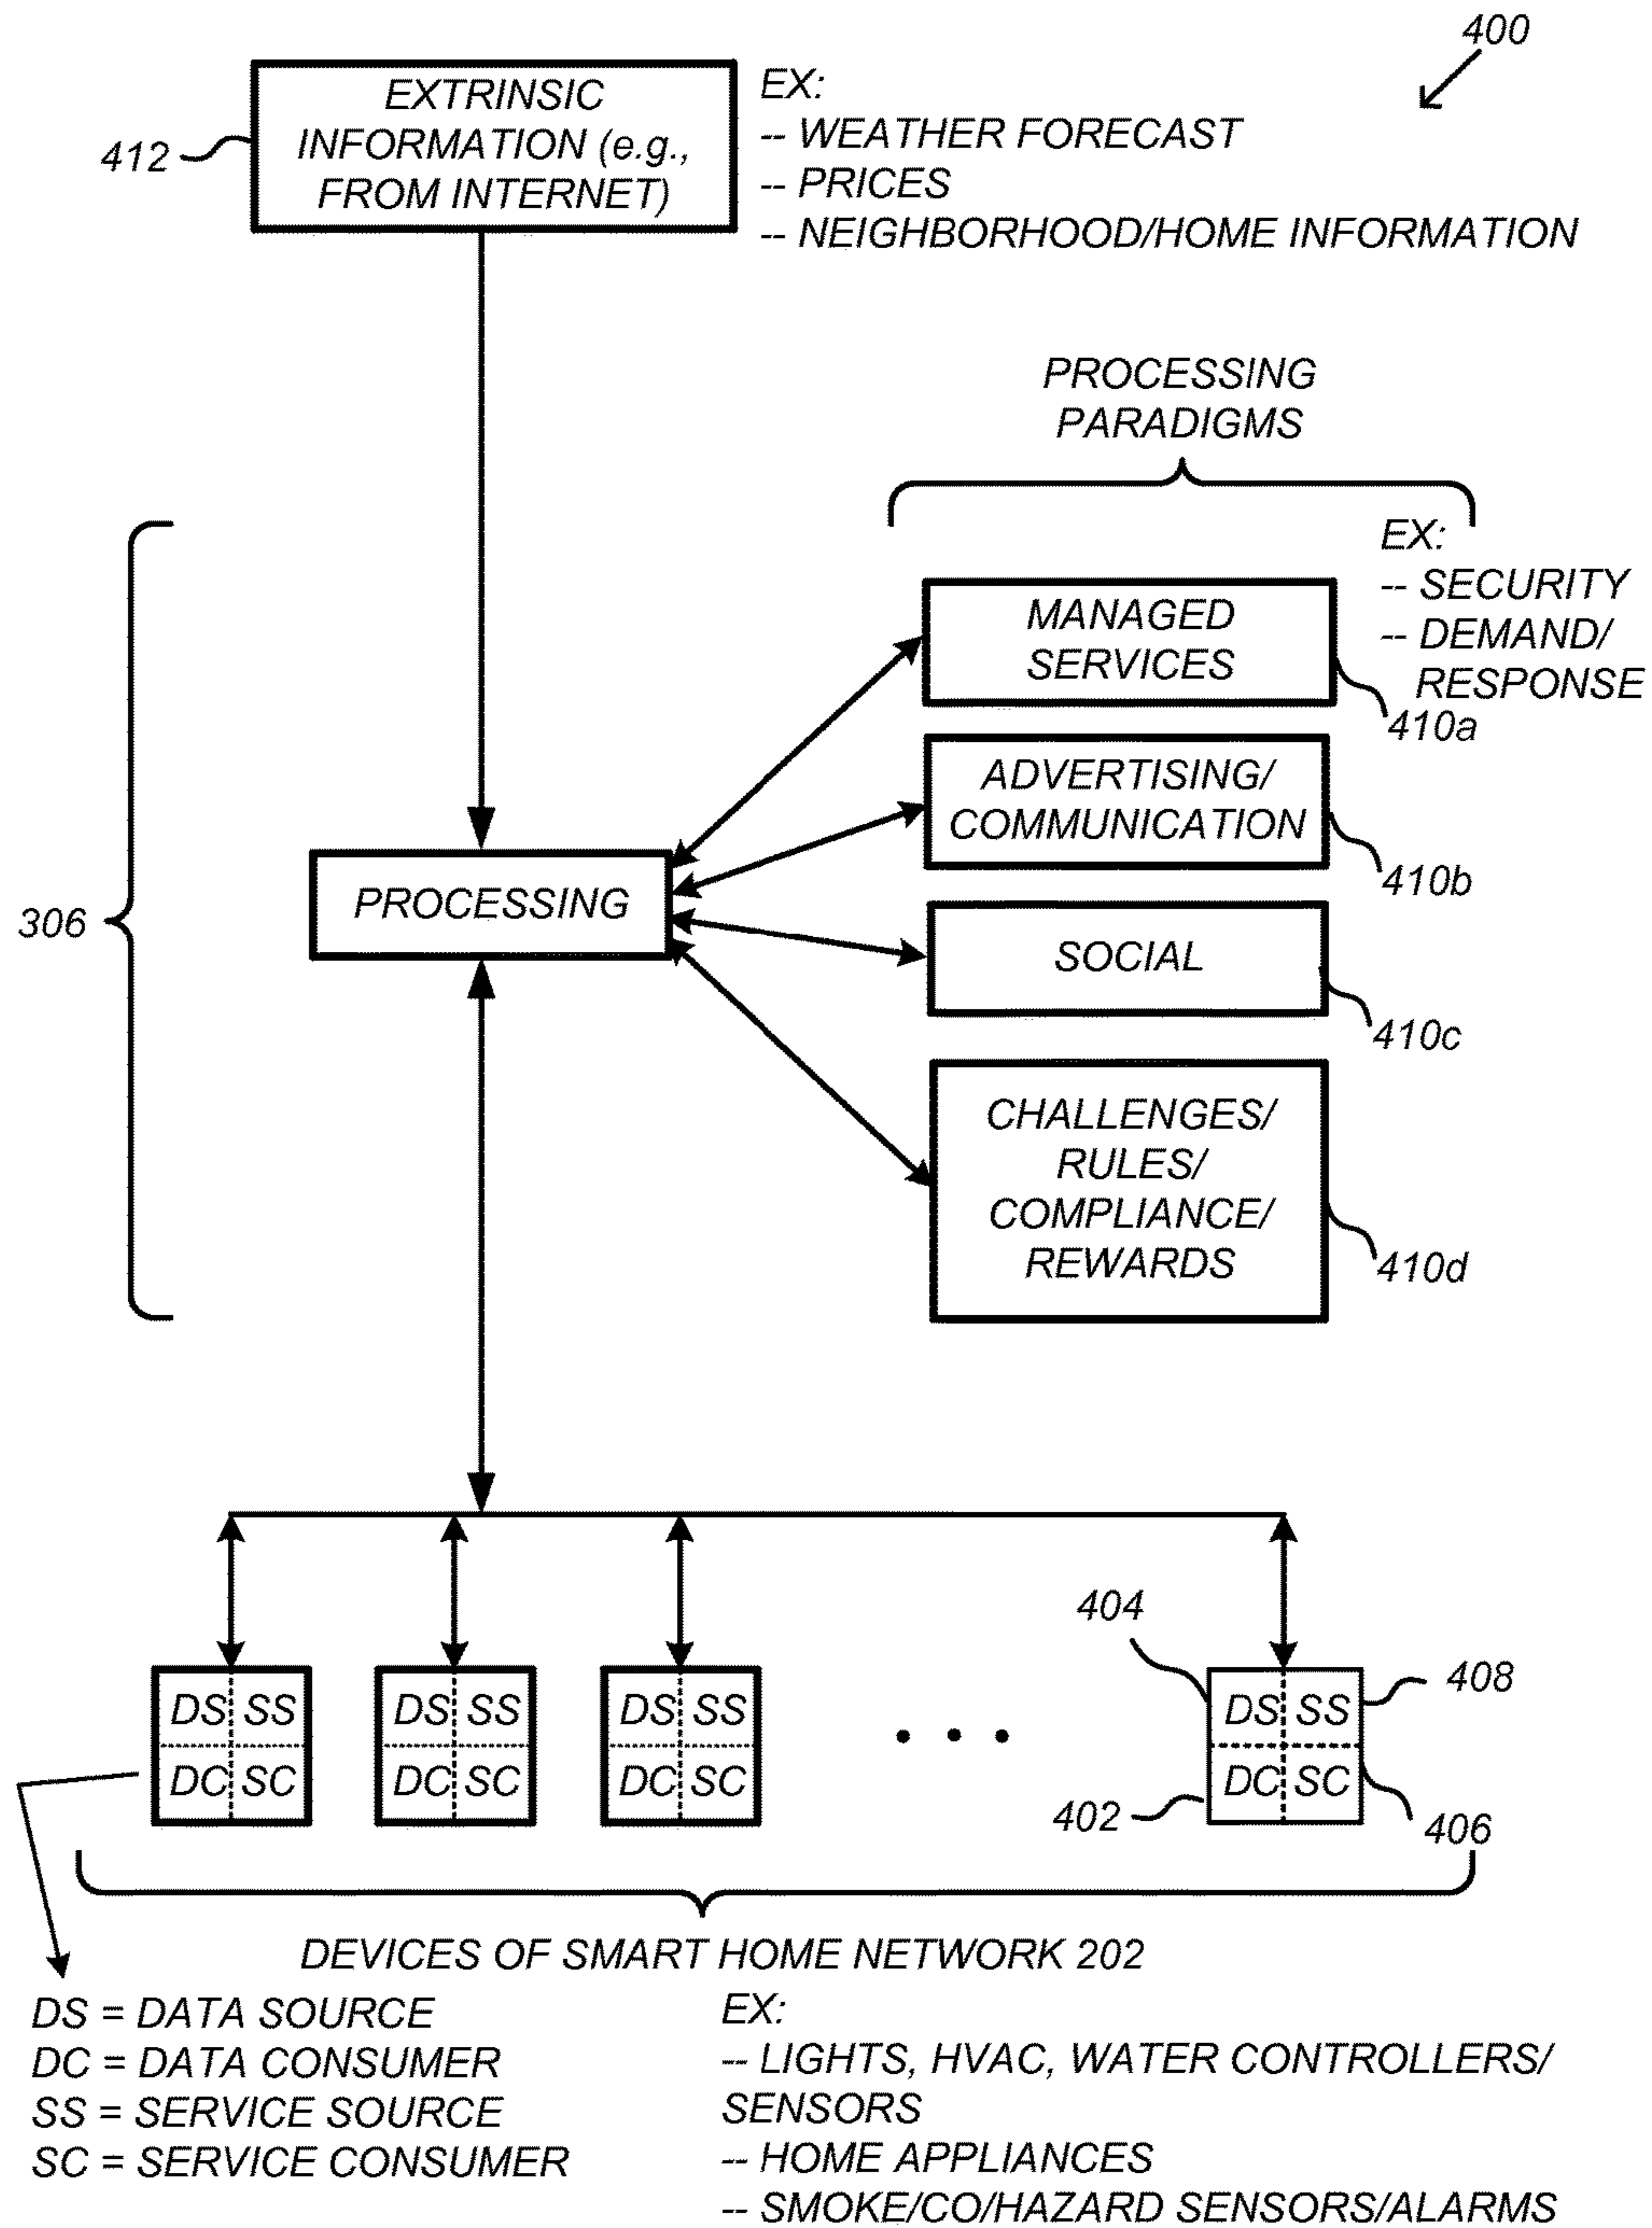 400
EXTRINSIC
INFORMATION (e.g.,
FROM INTERNET)
412
EX:
-- WEATHER FORECAST
-- PRICES
-- NEIGHBORHOOD/HOME INFORMATION
PROCESSING
PARADIGMS
EX:
-- SECURITY
-- DEMAND/
RESPONSE
MANAGED
SERVICES
410a
ADVERTISING/
COMMUNICATION
410b
306
PROCESSING
SOCIAL
410c
CHALLENGES/
RULES/
COMPLIANCE/
REWARDS
410d
404
408
DS SS
DC SC
DS SS
DC SC
DS SS
DC SC
. . .
DS SS
DC SC
402
406
DEVICES OF SMART HOME NETWORK 202
DS = DATA SOURCE
DC = DATA CONSUMER
SS = SERVICE SOURCE
SC = SERVICE CONSUMER
EX:
-- LIGHTS, HVAC, WATER CONTROLLERS/
SENSORS
-- HOME APPLIANCES
-- SMOKE/CO/HAZARD SENSORS/ALARMS